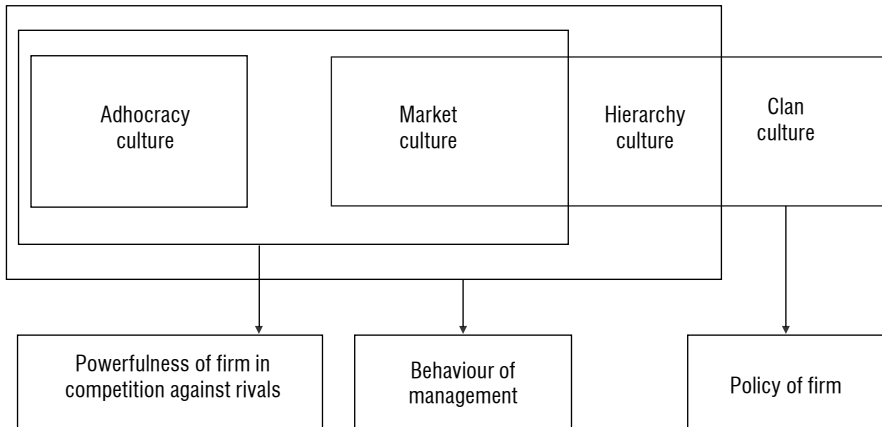 Adhocracy
culture
Market
culture
Hierarchy
culture
Clan
culture
Powerfulness of firm in
competition against rivals
Behaviour of
management
Policy of firm